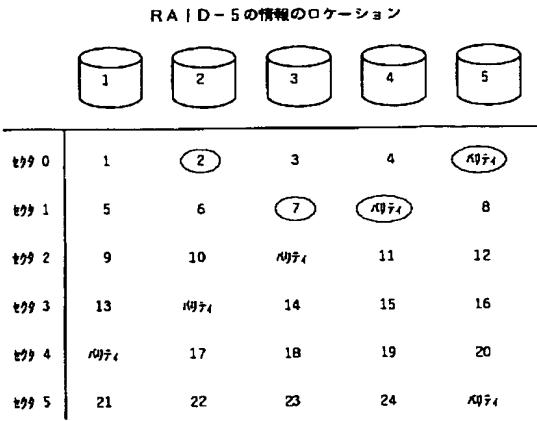 RAID-5の情報のロケーション
1 2 3 4 5
セクタ 0 1 2 3 4 パリティ
セクタ 1 5 6 7 パリティ 8
セクタ 2 9 10 パリティ 11 12
セクタ 3 13 パリティ 14 15 16
セクタ 4 パリティ 17 18 19 20
セクタ 5 21 22 23 24 パリティ